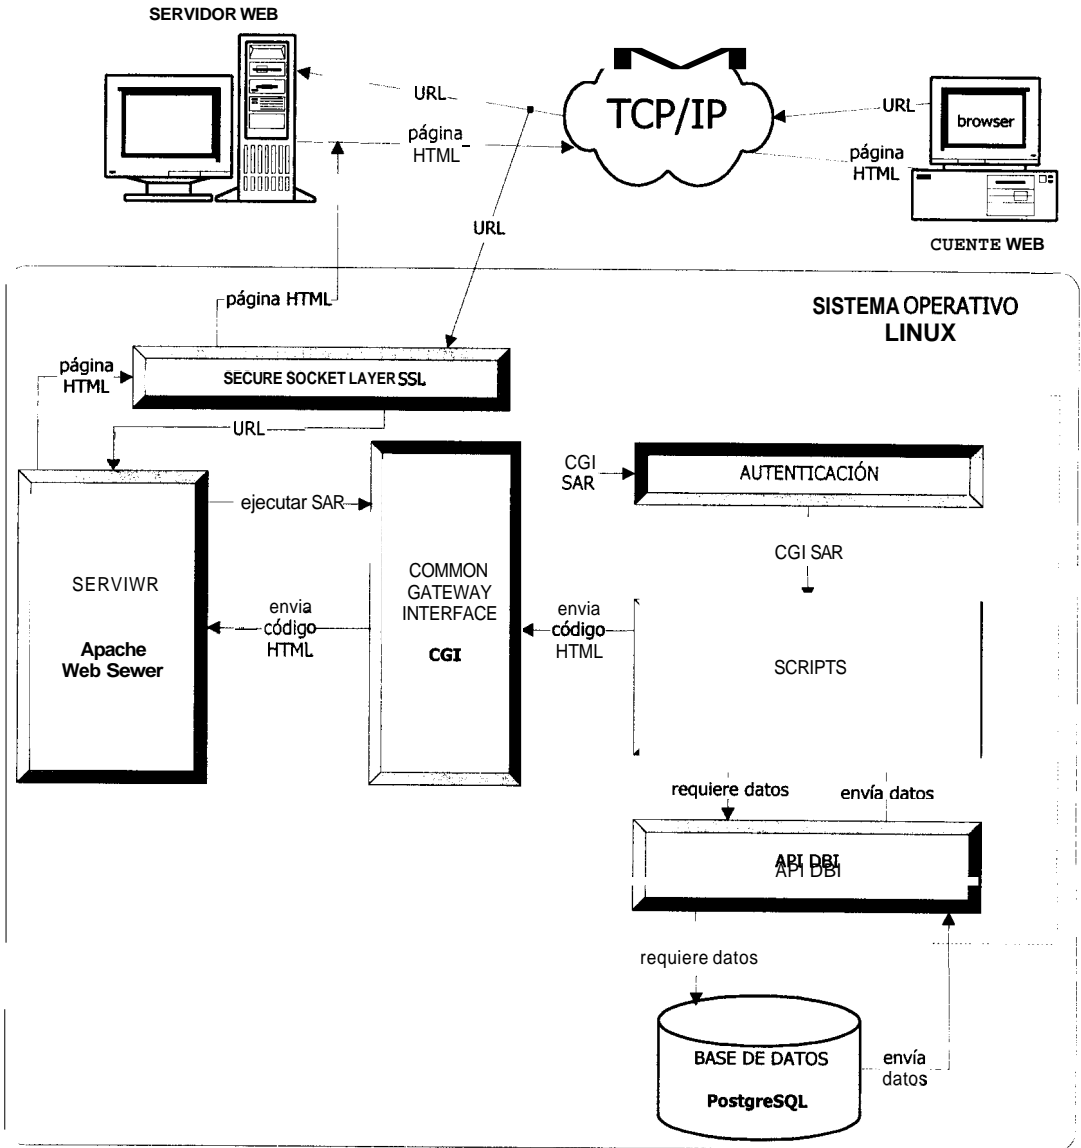 SERVIDOR WEB
URL
TCP/IP
URL
browser
página
HTML
página
HTML
URL
CUENTE WEB
página HTML
SISTEMA OPERATIVO
LINUX
página
HTML
SECURE SOCKET LAYER SSL
URL
ejecutar SAR
CGI
SAR
AUTENTICACIÓN
CGI SAR
SERVIWR
Apache
Web Sewer
envia
código
HTML
COMMON
GATEWAY
INTERFACE
CGI
envia
código
HTML
SCRIPTS
requiere datos
envía datos
API DBI
API DBI
requiere datos
BASE DE DATOS
PostgreSQL
envía
datos